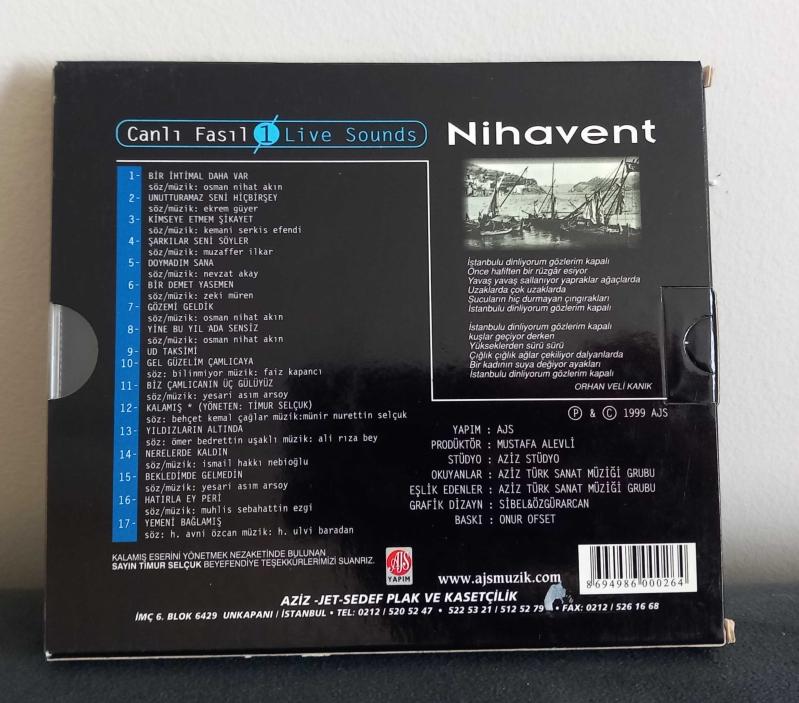 Canlı Fasıl 1 Live Sounds
Nihavent
1- BİR İHTİMAL DAHA VAR
söz/müzik: osman nihat akın
2- UNUTTURAMAZ SENİ HİÇBİRŞEY
söz/müzik: ekrem güyer
3- KİMSEYE ETMEM ŞİKAYET
söz/müzik: kemani serkis efendi
4- ŞARKILAR SENİ SÖYLER
söz/müzik: muzaffer ilkar
5- DOYMADIM SANA
söz/müzik: nevzat akay
6- BİR DEMET YASEMEN
söz/müzik: zeki müren
7- GÖZEMİ GELDİK
söz/müzik: osman nihat akın
8- YİNE BU YIL ADA SENSİZ
söz/müzik: osman nihat akın
9- UD TAKSİMİ
10- GEL GÜZELİM ÇAMLICAYA
söz: bilinmiyor müzik: faiz kapancı
11- BİZ ÇAMLICANIN ÜÇ GÜLÜYÜZ
söz/müzik: yesari asım arsoy
12- KALAMIŞ * (YÖNETEN: TİMUR SELÇUK)
söz: behçet kemal çağlar müzik:münir nurettin selçuk
13- YILDIZLARIN ALTINDA
söz: ömer bedrettin uşaklı müzik: ali rıza bey
14- NERELERDE KALDIN
söz/müzik: ismail hakkı nebioğlu
15- BEKLEDİMDE GELMEDİN
söz/müzik: yesari asım arsoy
16- HATIRLA EY PERİ
söz/müzik: muhlis sebahattin ezgi
17- YEMENİ BAĞLAMIŞ
söz: h. avni özcan müzik: h. ulvi baradan
KALAMIŞ ESERİNİ YÖNETMEK NEZAKETİNDE BULUNAN
SAYIN TİMUR SELÇUK BEYEFENDİYE TEŞEKKÜRLERİMİZİ SUNARIZ.
İstanbulu dinliyorum gözlerim kapalı
Önce hafiften bir rüzgâr esiyor
Yavaş yavaş sallanıyor yapraklar ağaçlarda
Uzaklarda çok uzaklarda
Sucuların hiç durmayan çıngırakları
İstanbulu dinliyorum gözlerim kapalı
İstanbulu dinliyorum gözlerim kapalı
kuşlar geçiyor derken
Yükseklerden sürü sürü
Çığlık çığlık ağlar çekiliyor dalyanlarda
Bir kadının suya değiyor ayakları
İstanbulu dinliyorum gözlerim kapalı
ORHAN VELİ KANIK
Ⓟ & © 1999 AJS
YAPIM : AJS
PRODÜKTÖR : MUSTAFA ALEVLİ
STÜDYO : AZİZ STÜDYO
OKUYANLAR : AZİZ TÜRK SANAT MÜZİĞİ GRUBU
EŞLİK EDENLER : AZİZ TÜRK SANAT MÜZİĞİ GRUBU
GRAFİK DİZAYN : SİBEL&ÖZGÜRARCAN
BASKI : ONUR OFSET
AJS
YAPIM
www.ajsmuzik.com
8694986000264
AZİZ -JET-SEDEF PLAK VE KASETÇİLİK
İMÇ 6. BLOK 6429 UNKAPANI / İSTANBUL • TEL: 0212 / 520 52 47 • 522 53 21 / 512 52 79 • FAX: 0212 / 526 16 68